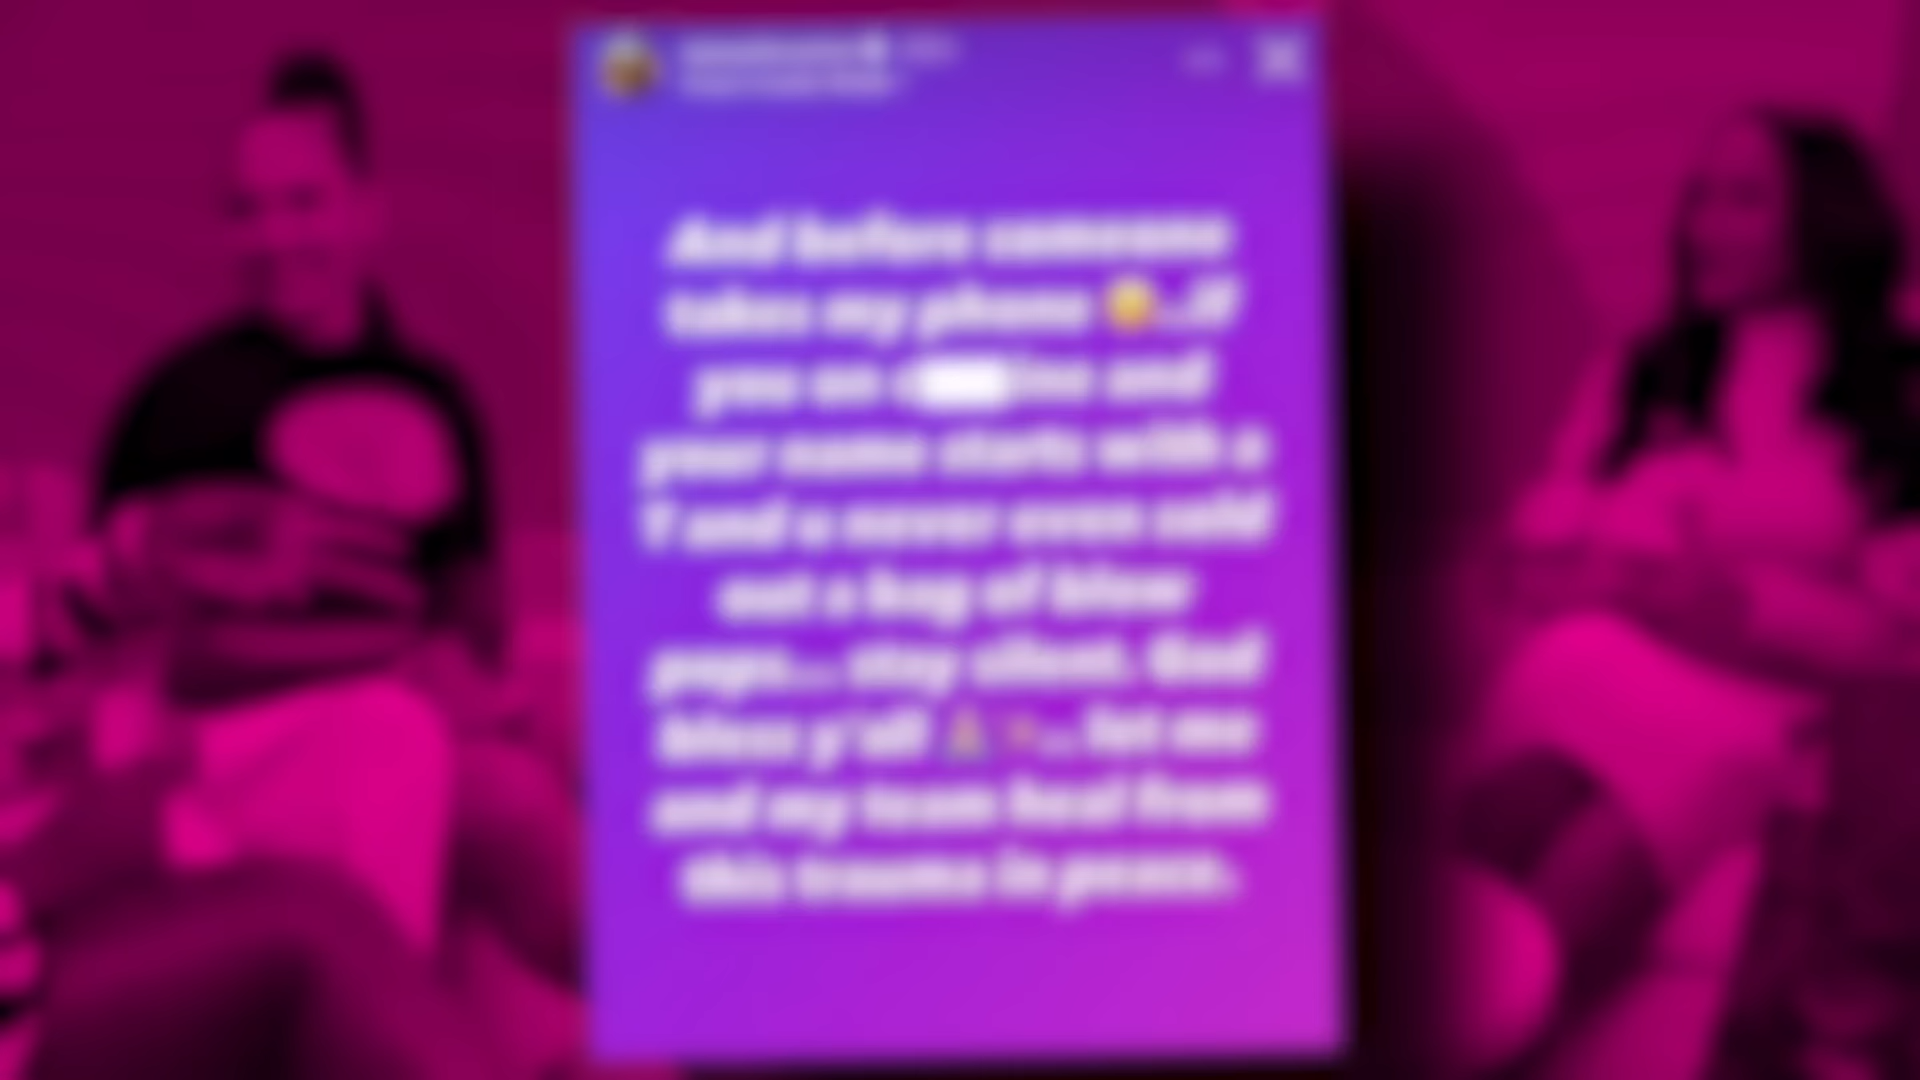 And before someone
takes my phone 😳...if
you on and
your name starts with a
T and u never even sold
out a bag of blow
pops... stay silent. God
bless y'all ... let me
and my team heal from
this trauma in peace.